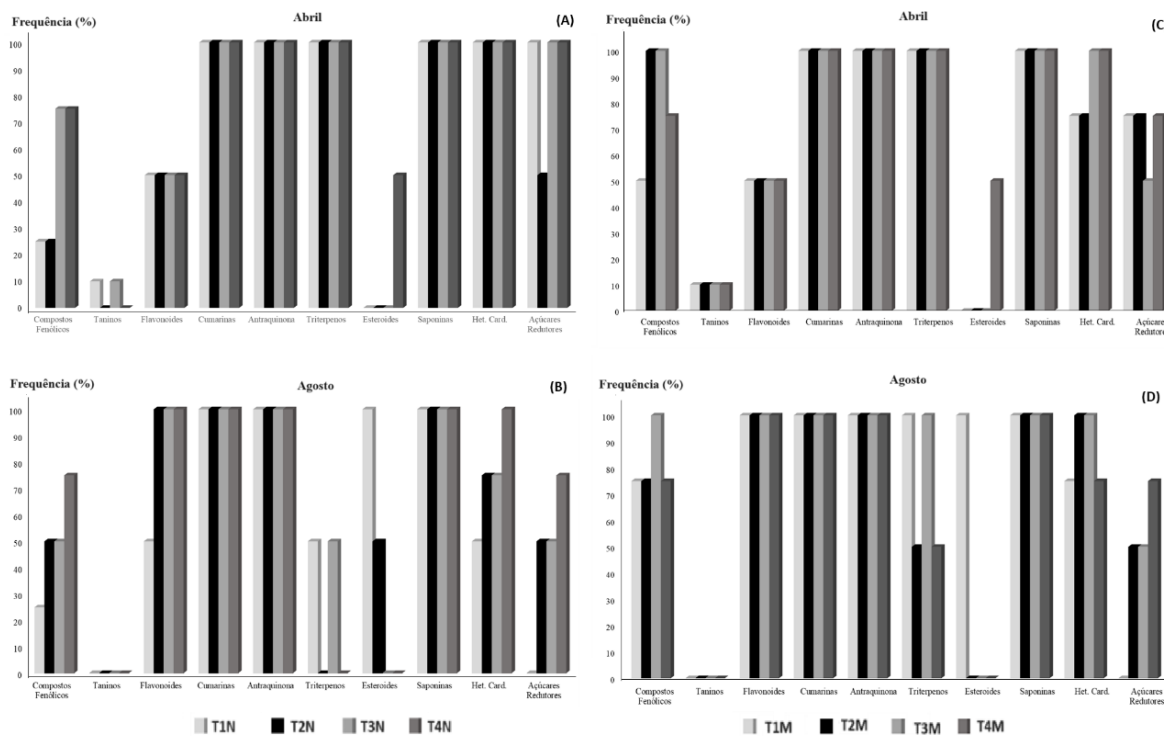 Frequência (%)
Abril
(A)
100
90
80
70
60
50
40
30
20
10
0
Compostos Fenólicos
Taninos
Flavonoides
Cumarinas
Antraquinona
Triterpenos
Esteroides
Saponinas
Het. Card.
Açúcares Redutores
Frequência (%)
Abril
(C
100
90
80
70
60
50
40
30
20
10
0
Compostos Fenólicos
Taninos
Flavonoides
Cumarinas
Antraquinona
Triterpenos
Esteroides
Saponinas
Het. Card.
Açúcares Redutores
Frequência (%)
Agosto
(B)
100
90
80
70
60
50
40
30
20
10
0
Compostos Fenólicos
Taninos
Flavonoides
Cumarinas
Antraquinona
Triterpenos
Esteroides
Saponinas
Het. Card.
Açúcares Redutores
T1N T2N T3N T4N
Frequência (%)
Agosto
(D)
100
90
80
70
60
50
40
30
20
10
0
Compostos Fenólicos
Taninos
Flavonoides
Cumarinas
Antraquinona
Triterpenos
Esteroides
Saponinas
Het. Card.
Açúcares Redutores
T1M T2M T3M T4M